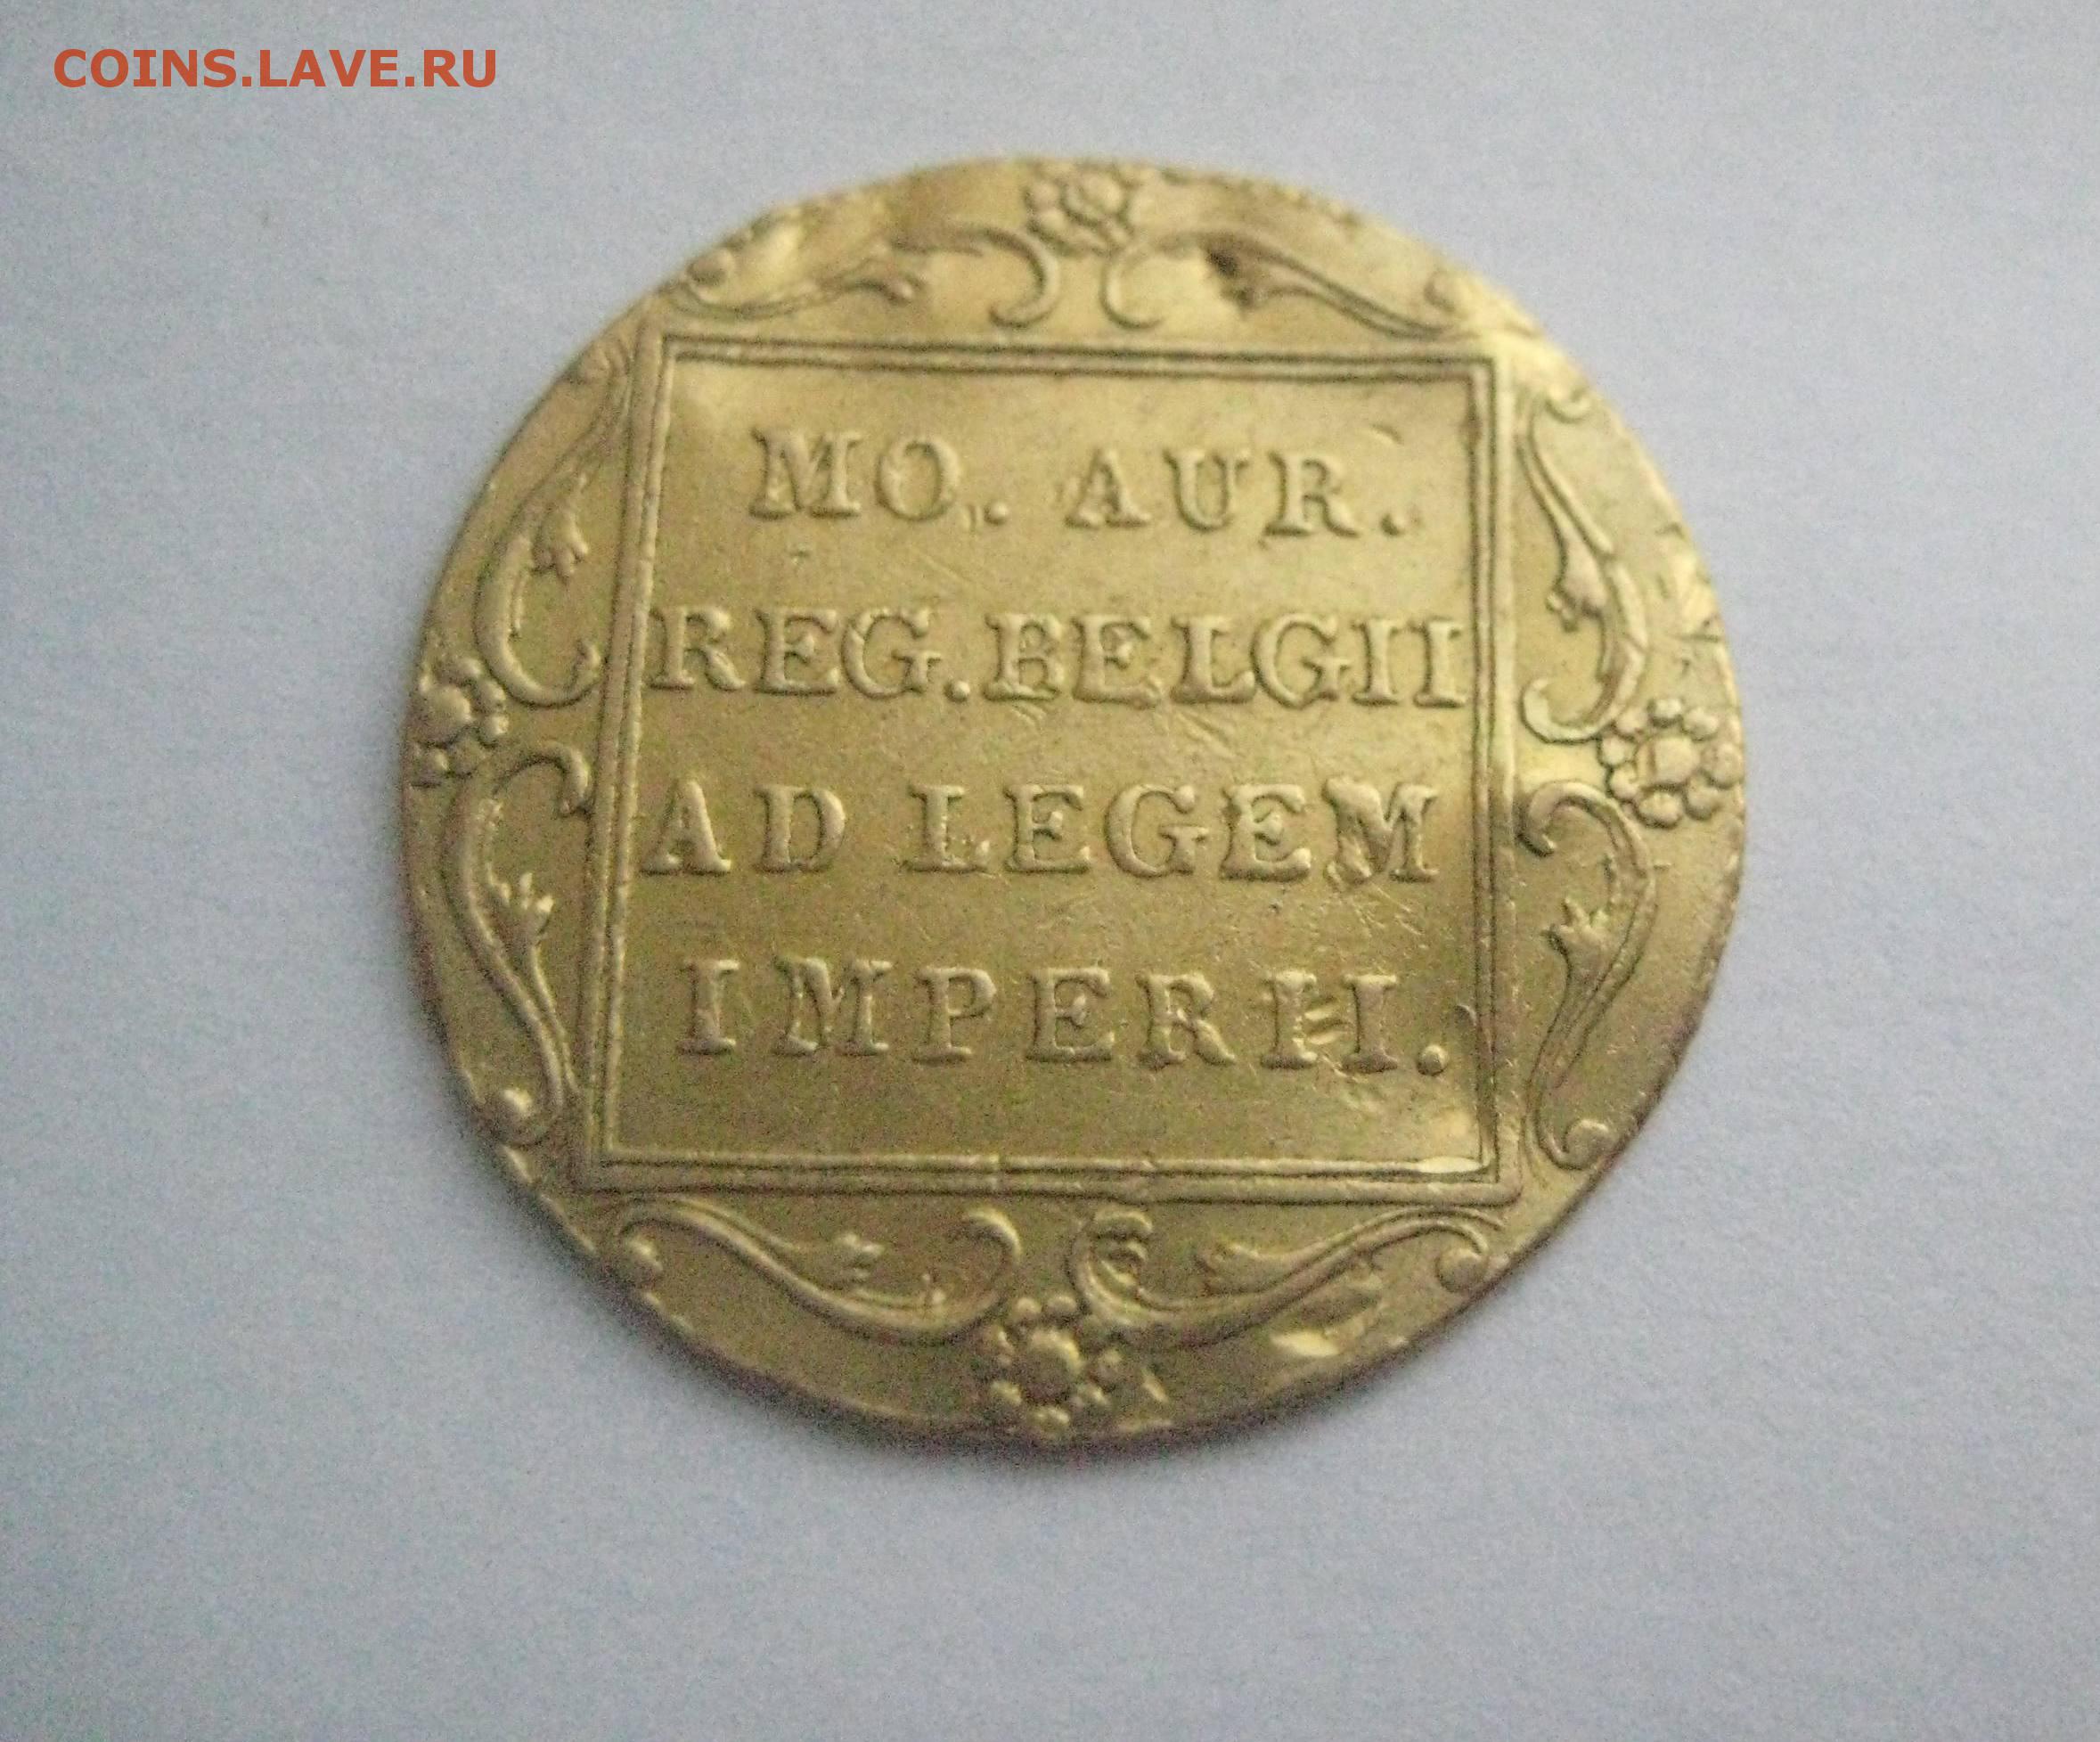 COINS.LAVE.RU
MO. AUR.
REG.BELGII
AD LEGEM
IMPERII.